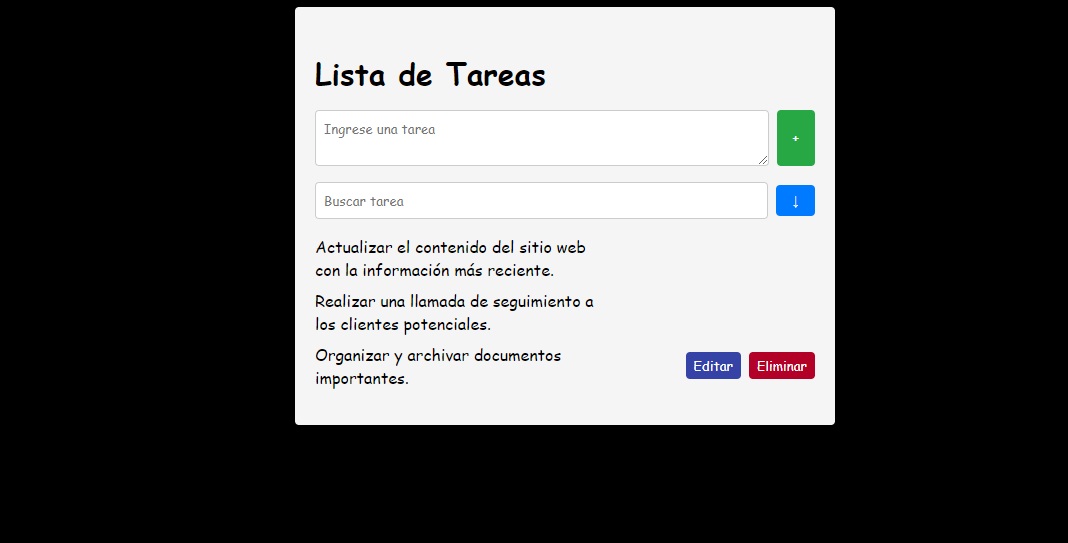 Lista de Tareas
Ingrese una tarea
+
Buscar tarea
↓
Actualizar el contenido del sitio web
con la información más reciente.
Realizar una llamada de seguimiento a
los clientes potenciales.
Organizar y archivar documentos
importantes.
Editar Eliminar